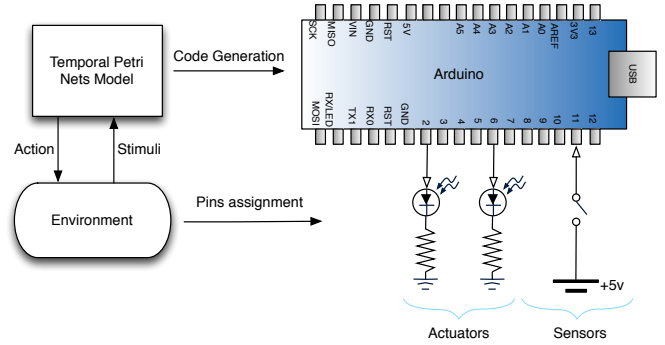 SCK
MISO
VIN
GND
RST
5V
A5
A4
A3
A2
A1
A0
AREF
3V3
13
Temporal Petri
Nets Model
Code Generation
Arduino
USB
MOSI
RX/LED
TX1
RX0
RST
GND
2
3
4
5
6
7
8
9
10
11
12
Action
Stimuli
Environment
Pins assignment
+5v
Actuators
Sensors